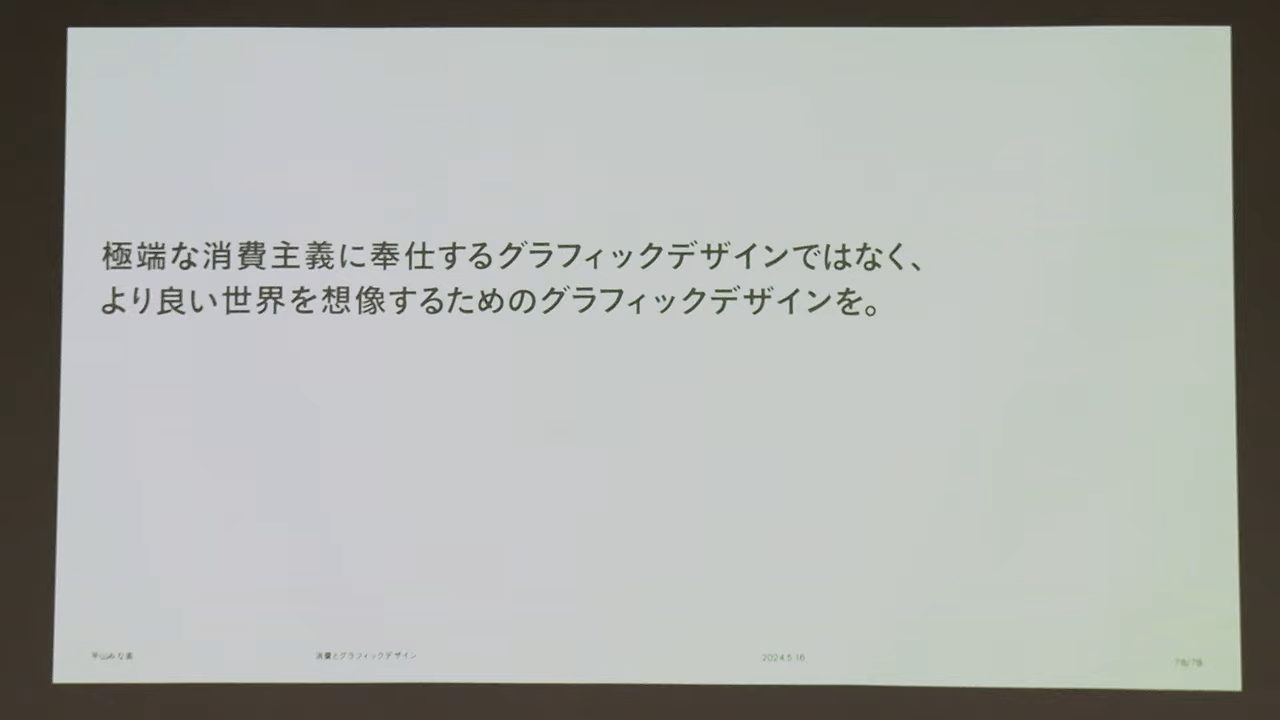 極端な消費主義に奉仕するグラフィックデザインではなく、
より良い世界を想像するためのグラフィックデザインを。
消費とグラフィックデザイン
2024.5.16
78/78